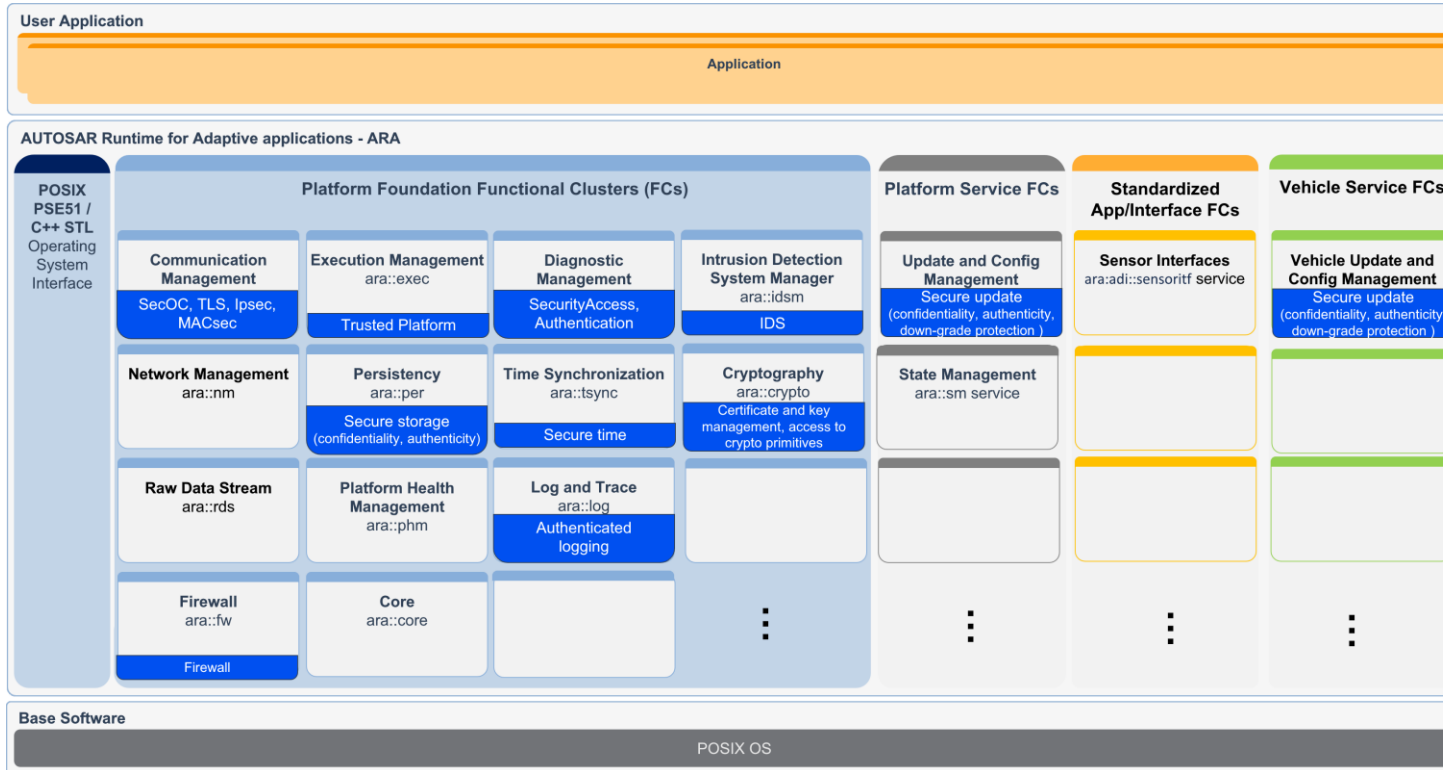 User Application
Application
AUTOSAR Runtime for Adaptive applications - ARA
POSIX
PSE51 /
C++ STL
Operating
System
Interface
Platform Foundation Functional Clusters (FCs)
Communication
Management
SecOC, TLS, Ipsec,
MACsec
Execution Management
ara::exec
Trusted Platform
Diagnostic
Management
SecurityAccess,
Authentication
Intrusion Detection
System Manager
ara::idsm
IDS
Network Management
ara::nm
Persistency
ara::per
Secure storage
(confidentiality, authenticity)
Time Synchronization
ara::tsync
Secure time
Cryptography
ara::crypto
Certificate and key
management, access to
crypto primitives
Raw Data Stream
ara::rds
Platform Health
Management
ara::phm
Log and Trace
ara::log
Authenticated
logging
Firewall
ara::fw
Firewall
Core
ara::core
Platform Service FCs
Update and Config
Management
Secure update
(confidentiality, authenticity,
down-grade protection )
State Management
ara::sm service
Standardized
App/Interface FCs
Sensor Interfaces
ara:adi::sensoritf service
Vehicle Service FCs
Vehicle Update and
Config Management
Secure update
(confidentiality, authenticity
down-grade protection )
Base Software
POSIX OS